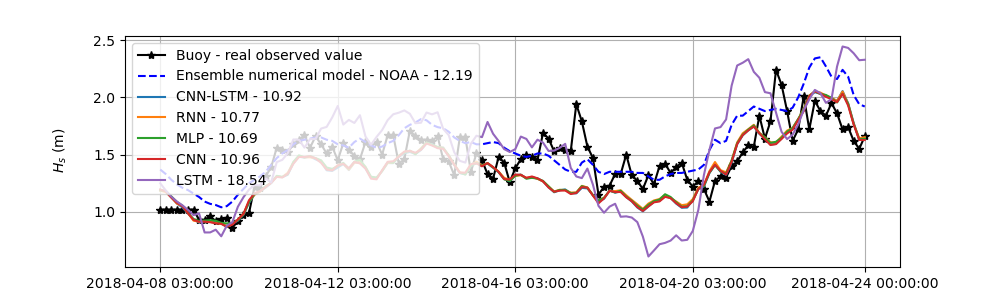 2.5
Buoy - real observed value
Ensemble numerical model - NOAA - 12.19
2.0
CNN-LSTM - 10.92
RNN - 10.77
MLP - 10.69
1.5
CNN - 10.96
LSTM - 18.54
1.0
Hs (m)
2018-04-08 03:00:00 2018-04-12 03:00:00 2018-04-16 03:00:00 2018-04-20 03:00:00 2018-04-24 00:00:00